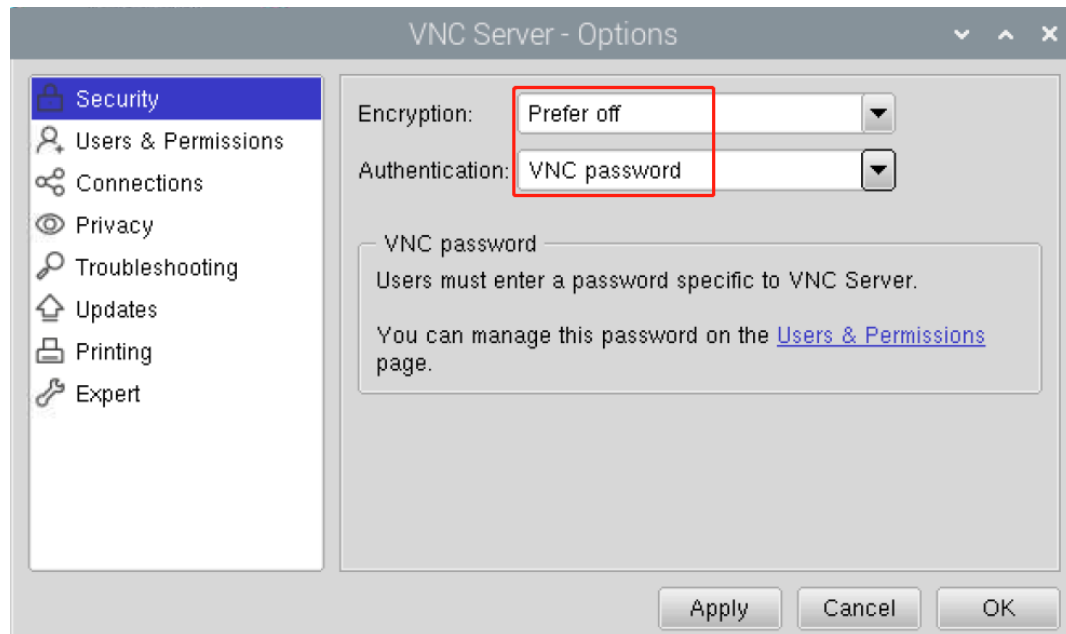 VNC Server - Options
Security
Users & Permissions
Connections
Privacy
Troubleshooting
Updates
Printing
Expert
Encryption: Prefer off
Authentication: VNC password
VNC password
Users must enter a password specific to VNC Server.
You can manage this password on the Users & Permissions
page.
Apply Cancel OK